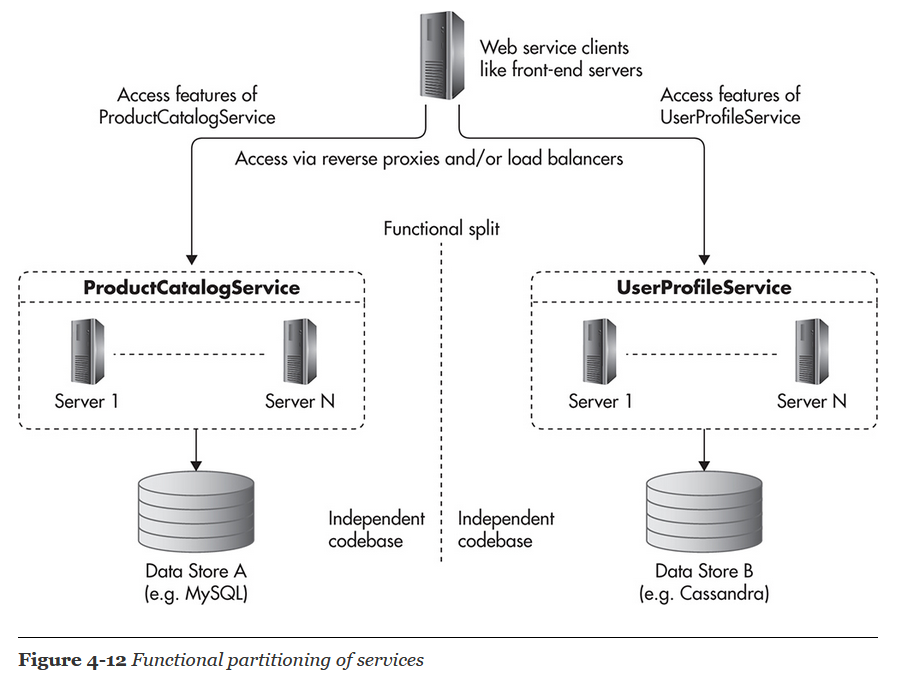 Web service clients
like front-end servers
Access features of
ProductCatalogService
Access features of
UserProfileService
Access via reverse proxies and/or load balancers
Functional split
ProductCatalogService
Server 1
Server N
UserProfileService
Server 1
Server N
Independent
codebase
Independent
codebase
Data Store A
(e.g. MySQL)
Data Store B
(e.g. Cassandra)
Figure 4-12 Functional partitioning of services